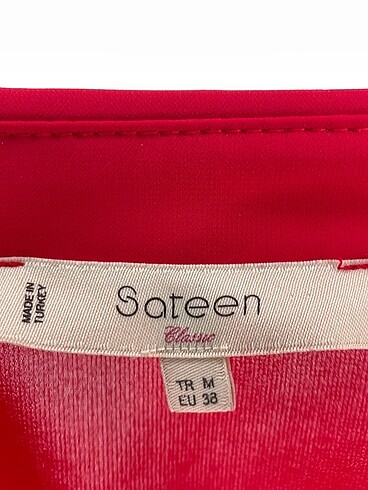 MADE IN
TURKEY
Sateen
Classic
TR M
EU 38